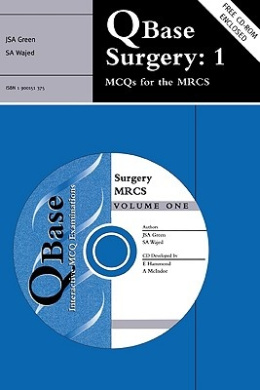 JSA Green
SA Wajed
ISBN 1 900151 375
QBase
Surgery: 1
MCQs for the MRCS
FREE CD-ROM
ENCLOSED
QBase
Interactive MCQ Examinations
Surgery
MRCS
VOLUME ONE
Authors
JSA Green
SA Wajed
CD Developed by
E Hammond
A McIndoe